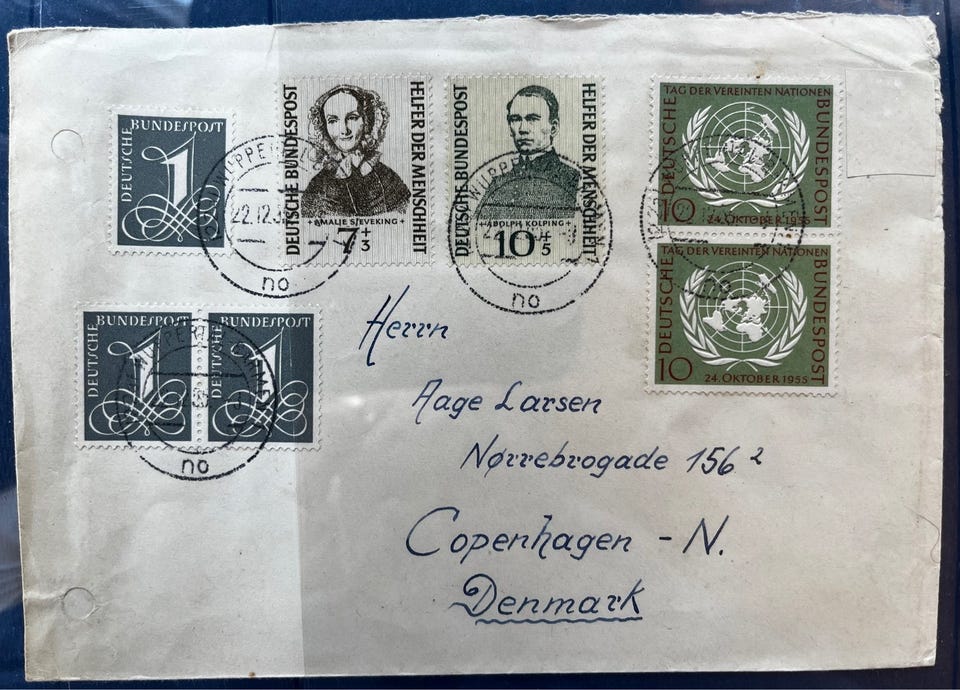 DEUTSCHE BUNDESPOST
1
DEUTSCHE BUNDESPOST
HELFER DER MENSCHHEIT
+ AMALIE SIEVEKING +
7+3
DEUTSCHE BUNDESPOST
HELFER DER MENSCHHEIT
+ ADOLPH KOLPING +
10+5
TAG DER VEREINTEN NATIONEN
DEUTSCHE
BUNDESPOST
10
24. OKTOBER 1955
TAG DER VEREINTEN NATIONEN
DEUTSCHE
BUNDESPOST
10
24. OKTOBER 1955
22.12.
no
no
no
DEUTSCHE BUNDESPOST
1
DEUTSCHE BUNDESPOST
1
no
Herrn
Aage Larsen
Nørrebrogade 156 2
Copenhagen - N.
Denmark